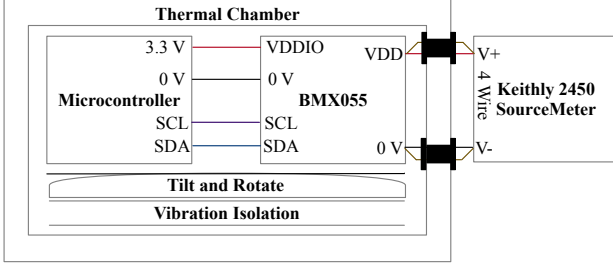 Thermal Chamber
3.3 V
VDDIO
VDD
V+
0 V
0 V
Microcontroller
BMX055
4 Wire
Keithly 2450
SourceMeter
SCL
SCL
SDA
SDA
0 V
V-
Tilt and Rotate
Vibration Isolation